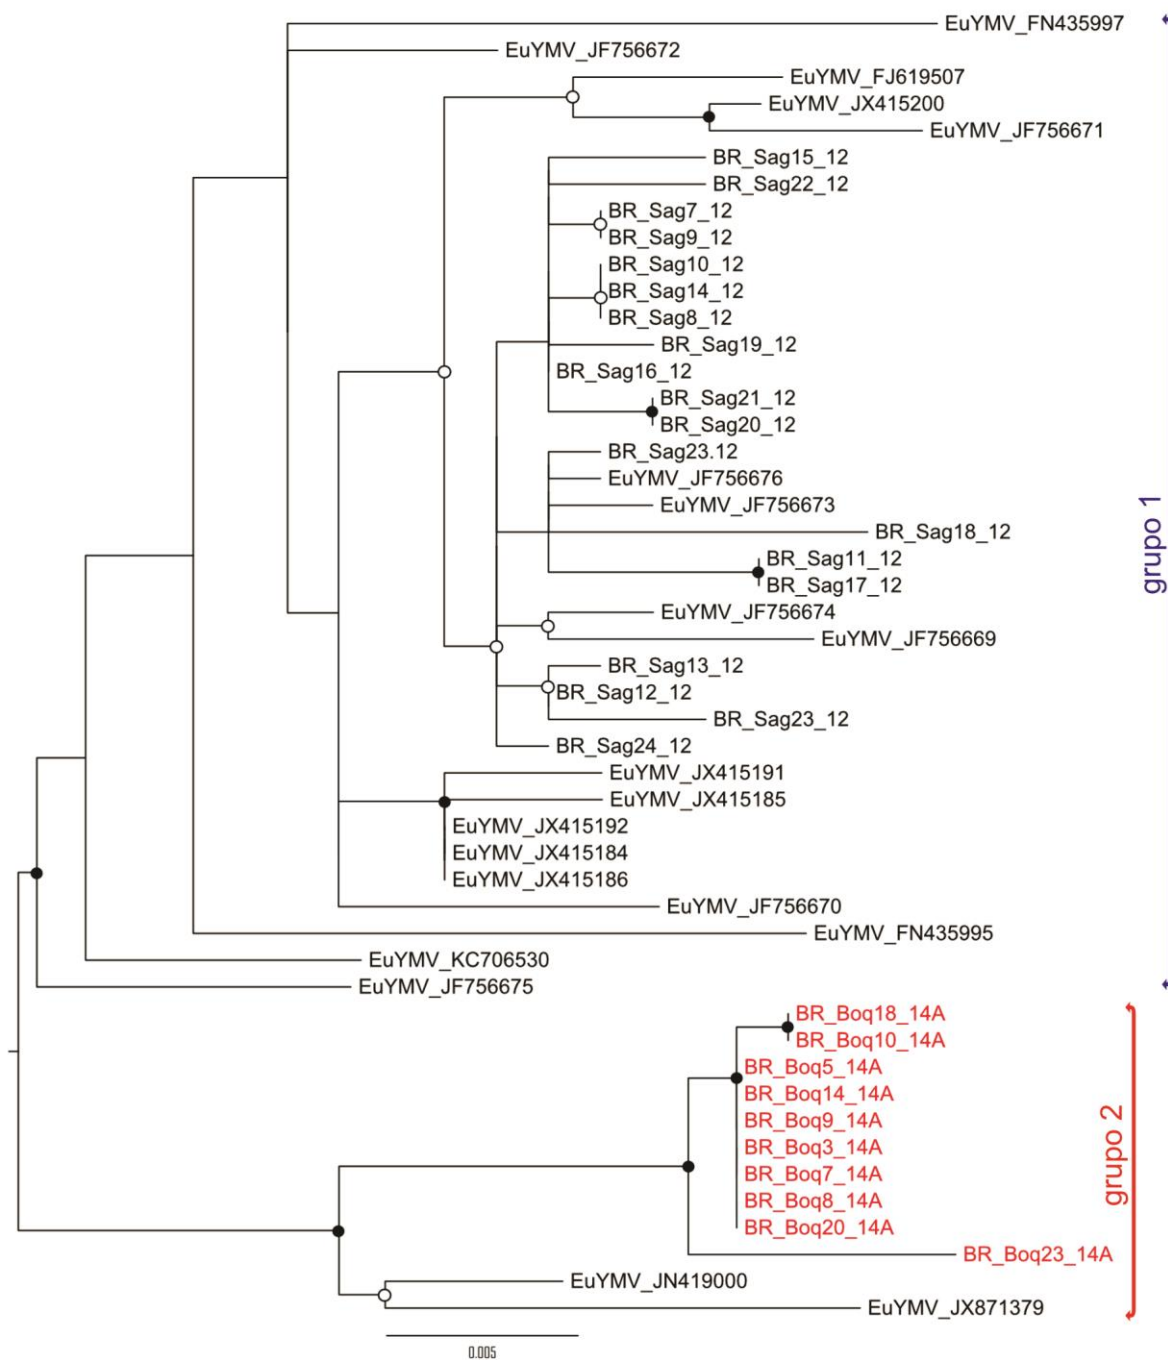 EuYMV_FN435997
EuYMV_JF756672
EuYMV_FJ619507
EuYMV_JX415200
EuYMV_JF756671
BR_Sag15_12
BR_Sag22_12
BR_Sag7_12
BR_Sag9_12
BR_Sag10_12
BR_Sag14_12
BR_Sag8_12
BR_Sag19_12
BR_Sag16_12
BR_Sag21_12
BR_Sag20_12
BR_Sag23.12
EuYMV_JF756676
EuYMV_JF756673
BR_Sag18_12
BR_Sag11_12
BR_Sag17_12
EuYMV_JF756674
EuYMV_JF756669
BR_Sag13_12
BR_Sag12_12
BR_Sag23_12
BR_Sag24_12
EuYMV_JX415191
EuYMV_JX415185
EuYMV_JX415192
EuYMV_JX415184
EuYMV_JX415186
EuYMV_JF756670
EuYMV_FN435995
EuYMV_KC706530
EuYMV_JF756675
grupo 1
BR_Boq18_14A
BR_Boq10_14A
BR_Boq5_14A
BR_Boq14_14A
BR_Boq9_14A
BR_Boq3_14A
BR_Boq7_14A
BR_Boq8_14A
BR_Boq20_14A
BR_Boq23_14A
EuYMV_JN419000
EuYMV_JX871379
grupo 2
0.005